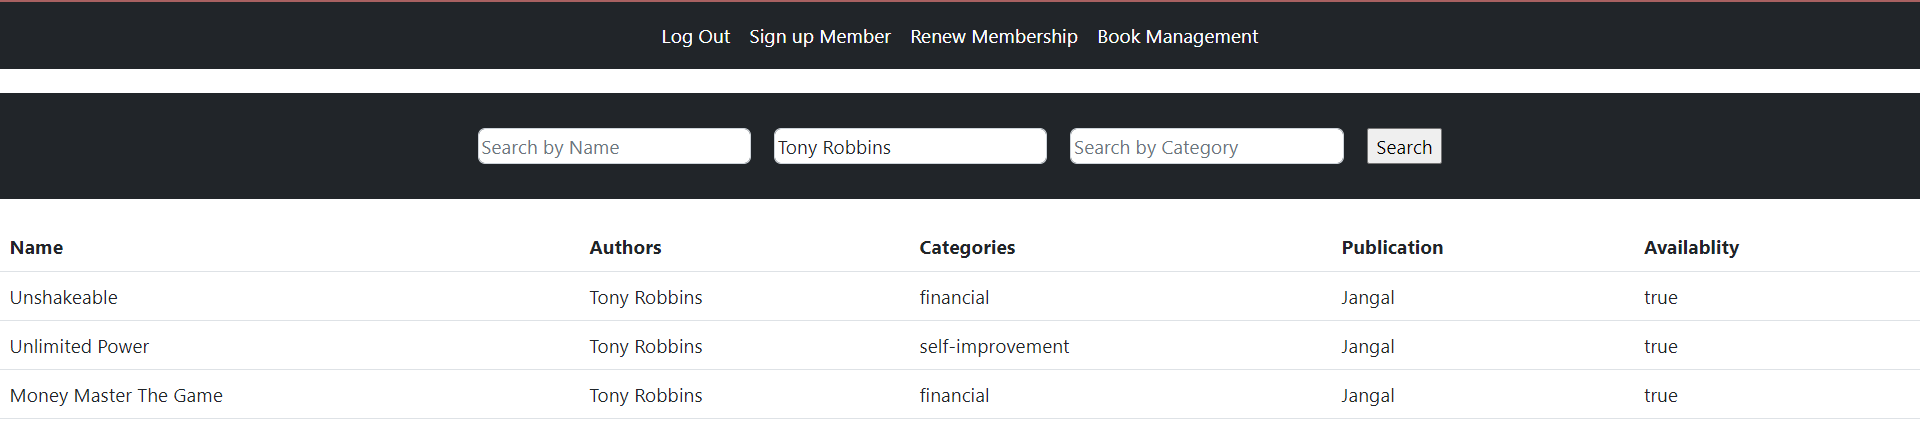 Log Out Sign up Member Renew Membership Book Management
Search by Name Tony Robbins Search by Category Search
Name Authors Categories Publication Availablity
Unshakeable Tony Robbins financial Jangal true
Unlimited Power Tony Robbins self-improvement Jangal true
Money Master The Game Tony Robbins financial Jangal true